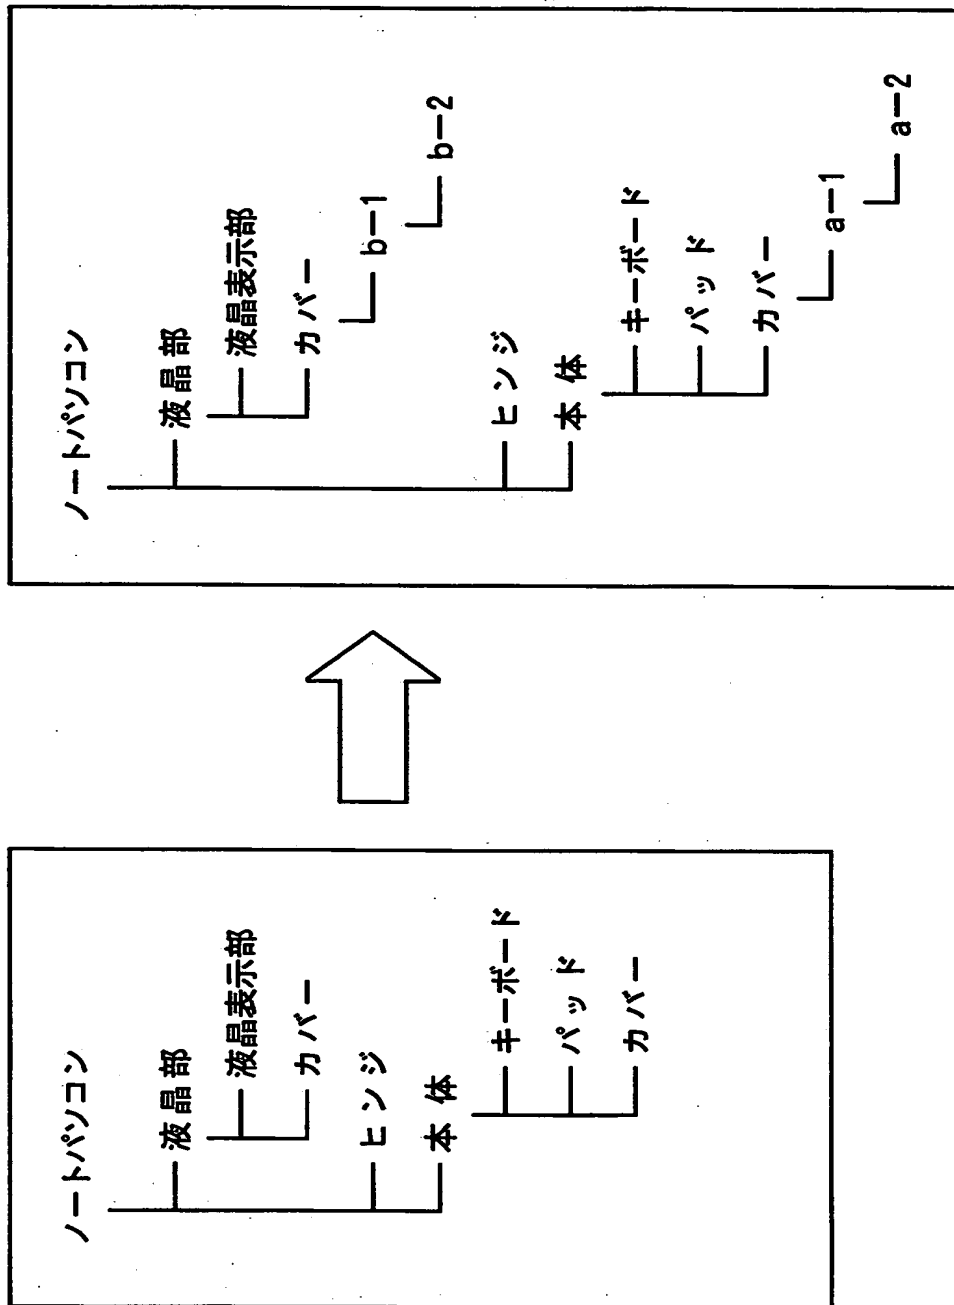 ノートパソコン
液晶部
液晶表示部
カバー
ヒンジ
本体
キーボード
パッド
カバー
ノートパソコン
液晶部
液晶表示部
カバー
b－1
b－2
ヒンジ
本体
キーボード
パッド
カバー
a－1
a－2